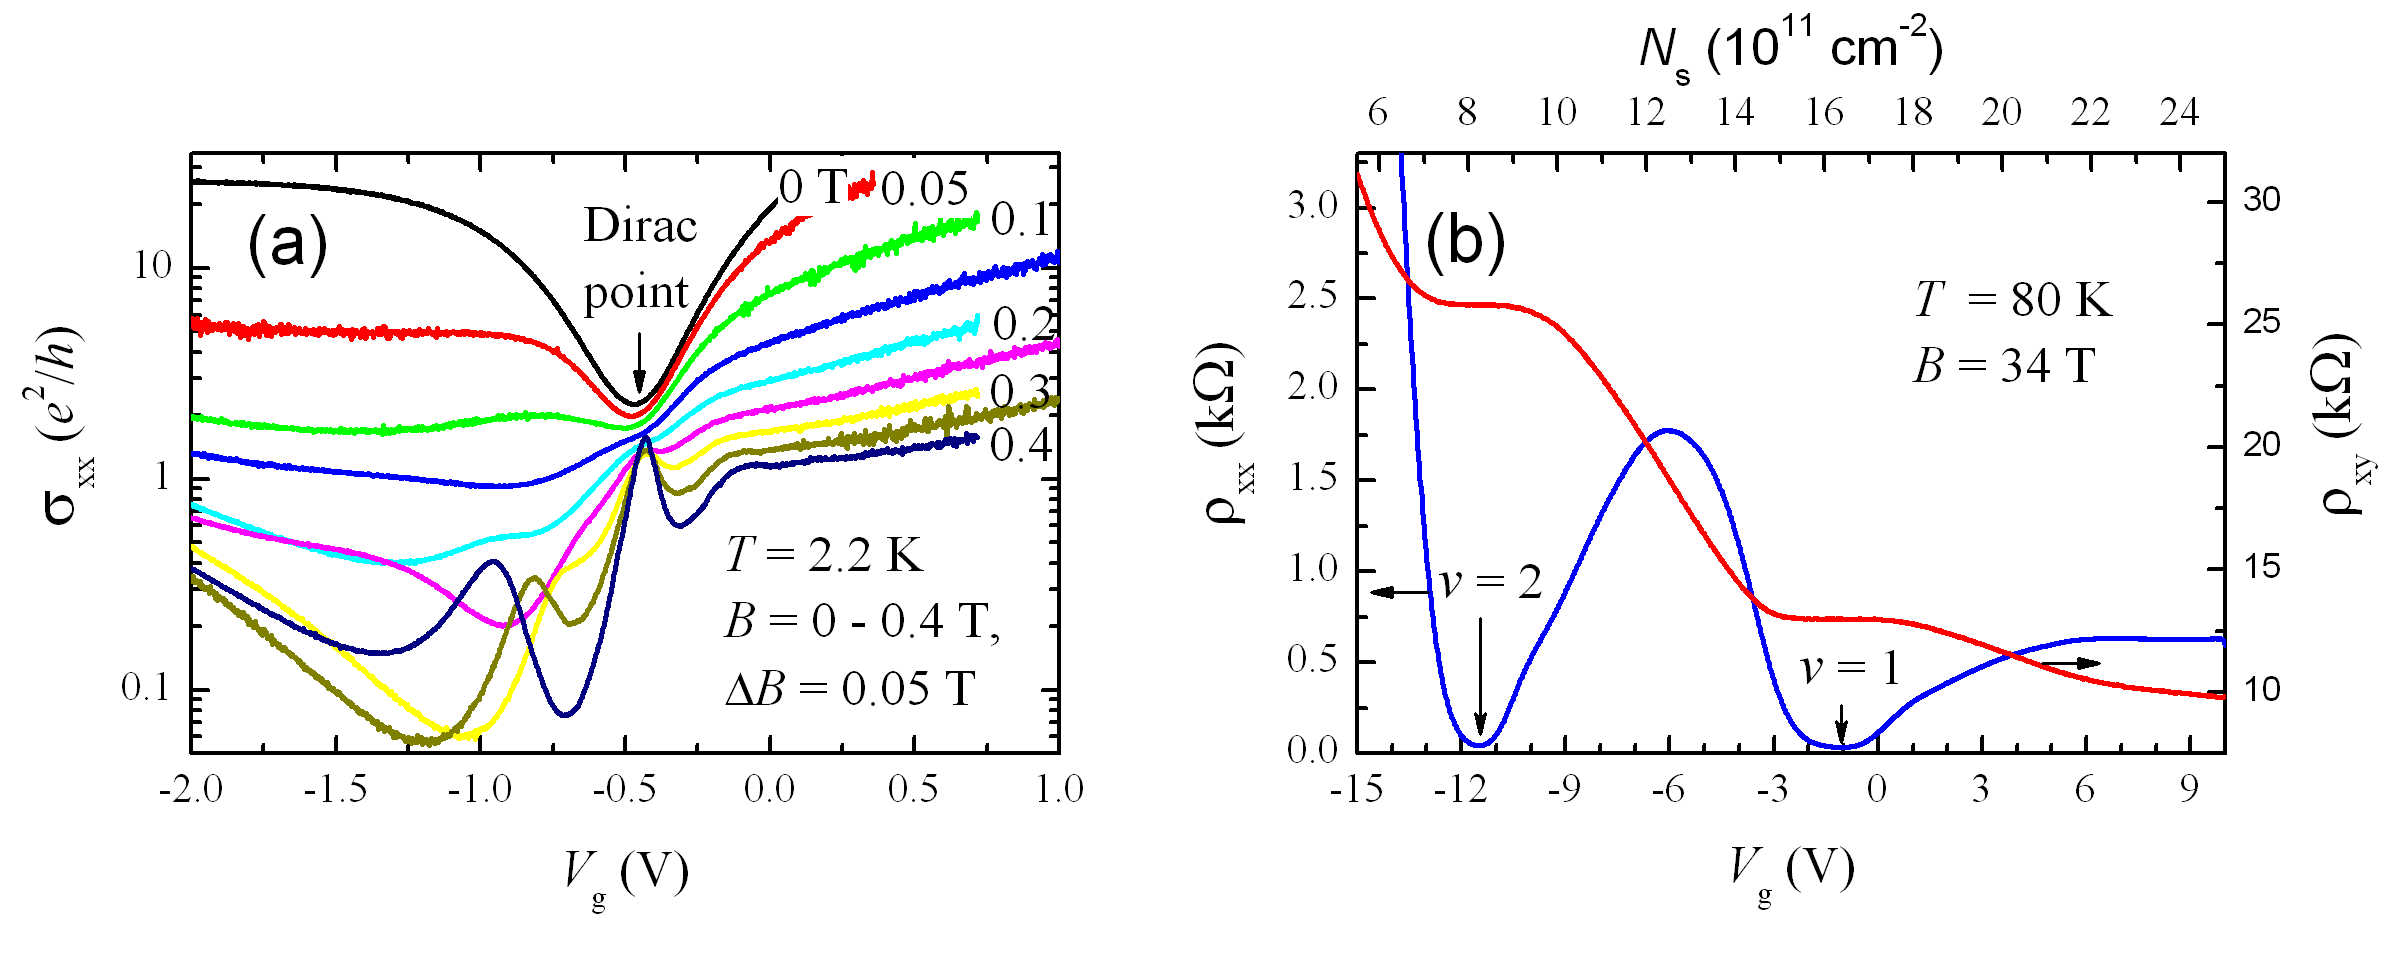 (a)
Dirac
point
0 T
0.05
0.1
0.2
0.3
0.4
T = 2.2 K
B = 0 - 0.4 T,
ΔB = 0.05 T
10
1
0.1
σxx (e²/h)
-2.0 -1.5 -1.0 -0.5 0.0 0.5 1.0
Vg (V)
Ns (10¹¹ cm⁻²)
6 8 10 12 14 16 18 20 22 24
(b)
T = 80 K
B = 34 T
ν = 2
ν = 1
3.0
2.5
2.0
1.5
1.0
0.5
0.0
ρxx (kΩ)
30
25
20
15
10
ρxy (kΩ)
-15 -12 -9 -6 -3 0 3 6 9
Vg (V)